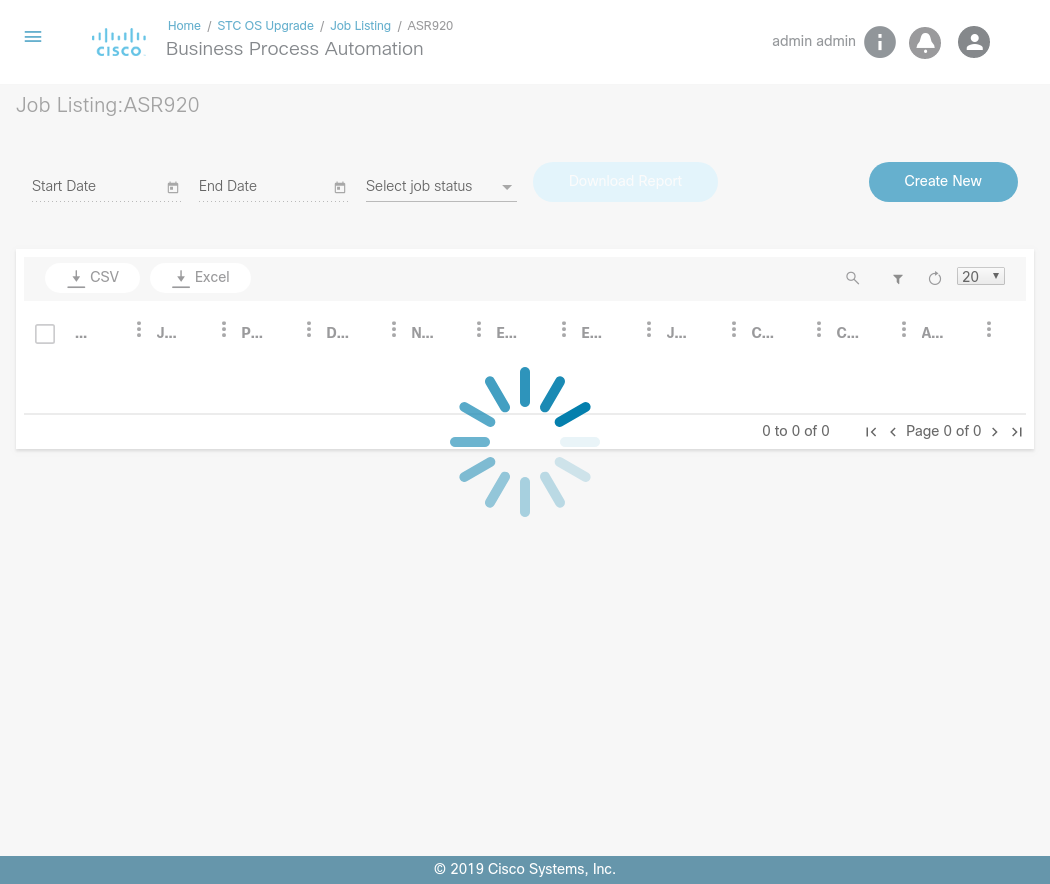 Home / STC OS Upgrade / Job Listing / ASR920
CISCO
Business Process Automation
admin admin
Job Listing:ASR920
Start Date
End Date
Select job status
Download Report
Create New
CSV
Excel
20
... J... P... D... N... E... E... J... C... C... A...
0 to 0 of 0
Page 0 of 0
© 2019 Cisco Systems, Inc.